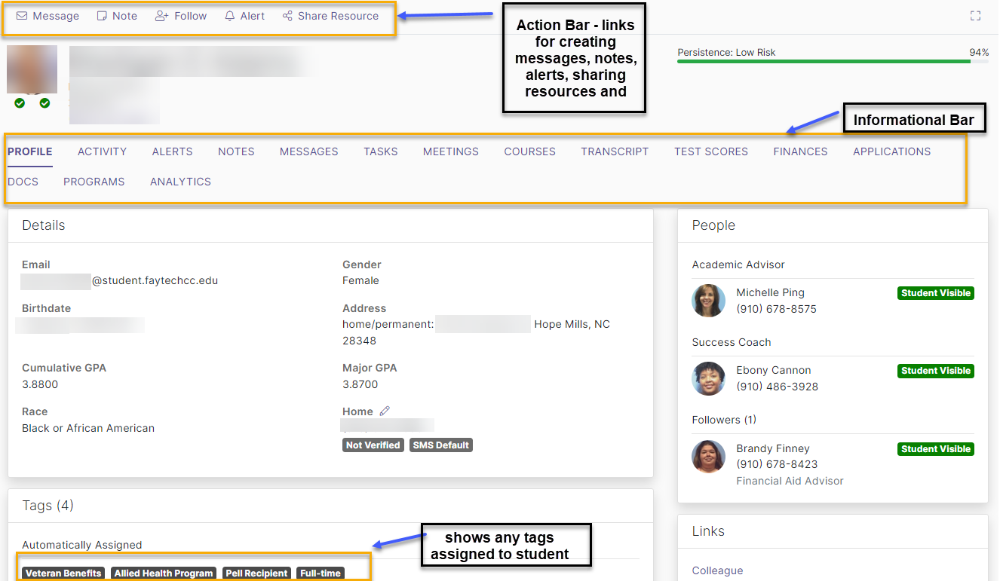 Message Note Follow Alert Share Resource
Action Bar - links
for creating
messages, notes,
alerts, sharing
resources and
Persistence: Low Risk 94%
Informational Bar
PROFILE ACTIVITY ALERTS NOTES MESSAGES TASKS MEETINGS COURSES TRANSCRIPT TEST SCORES FINANCES APPLICATIONS
DOCS PROGRAMS ANALYTICS
Details
Email
@student.faytechcc.edu
Gender
Female
Birthdate
Address
home/permanent: Hope Mills, NC
28348
Cumulative GPA
3.8800
Major GPA
3.8700
Race
Black or African American
Home
Not Verified SMS Default
People
Academic Advisor
Michelle Ping Student Visible
(910) 678-8575
Success Coach
Ebony Cannon Student Visible
(910) 486-3928
Followers (1)
Brandy Finney Student Visible
(910) 678-8423
Financial Aid Advisor
Tags (4)
Automatically Assigned
shows any tags
assigned to student
Veteran Benefits Allied Health Program Pell Recipient Full-time
Links
Colleague